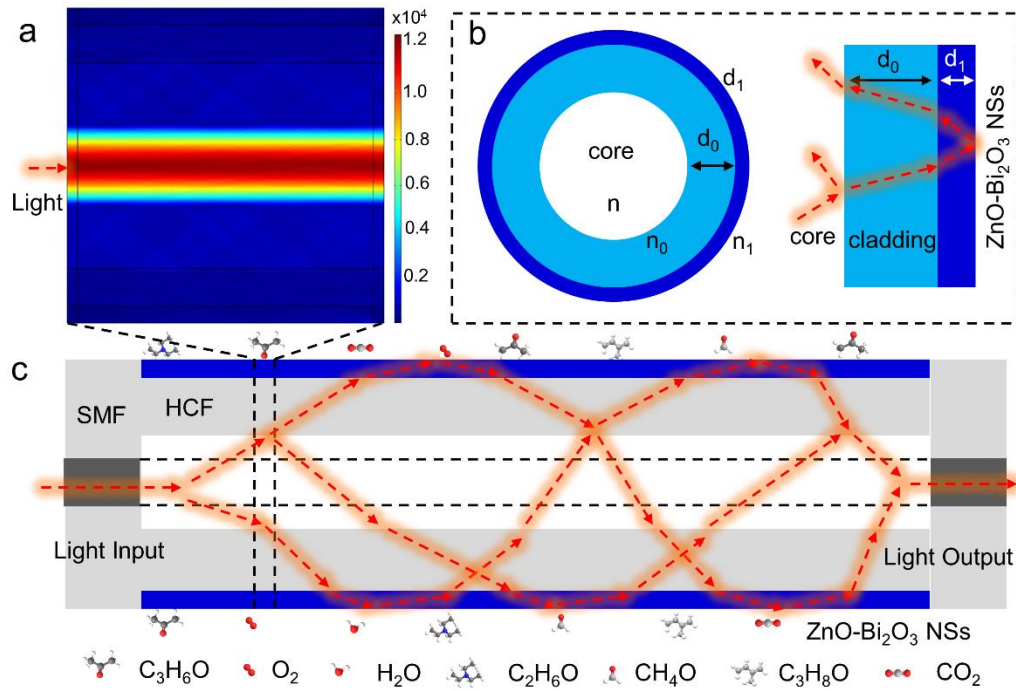 a
×10⁴
1.2
1.0
0.8
0.6
0.4
0.2
Light
b
core
n
d₀
d₁
n₀
n₁
d₀
d₁
core
cladding
ZnO-Bi₂O₃ NSs
c
SMF
HCF
Light Input
Light Output
ZnO-Bi₂O₃ NSs
C₃H₆O
O₂
H₂O
C₂H₆O
CH₄O
C₃H₈O
CO₂